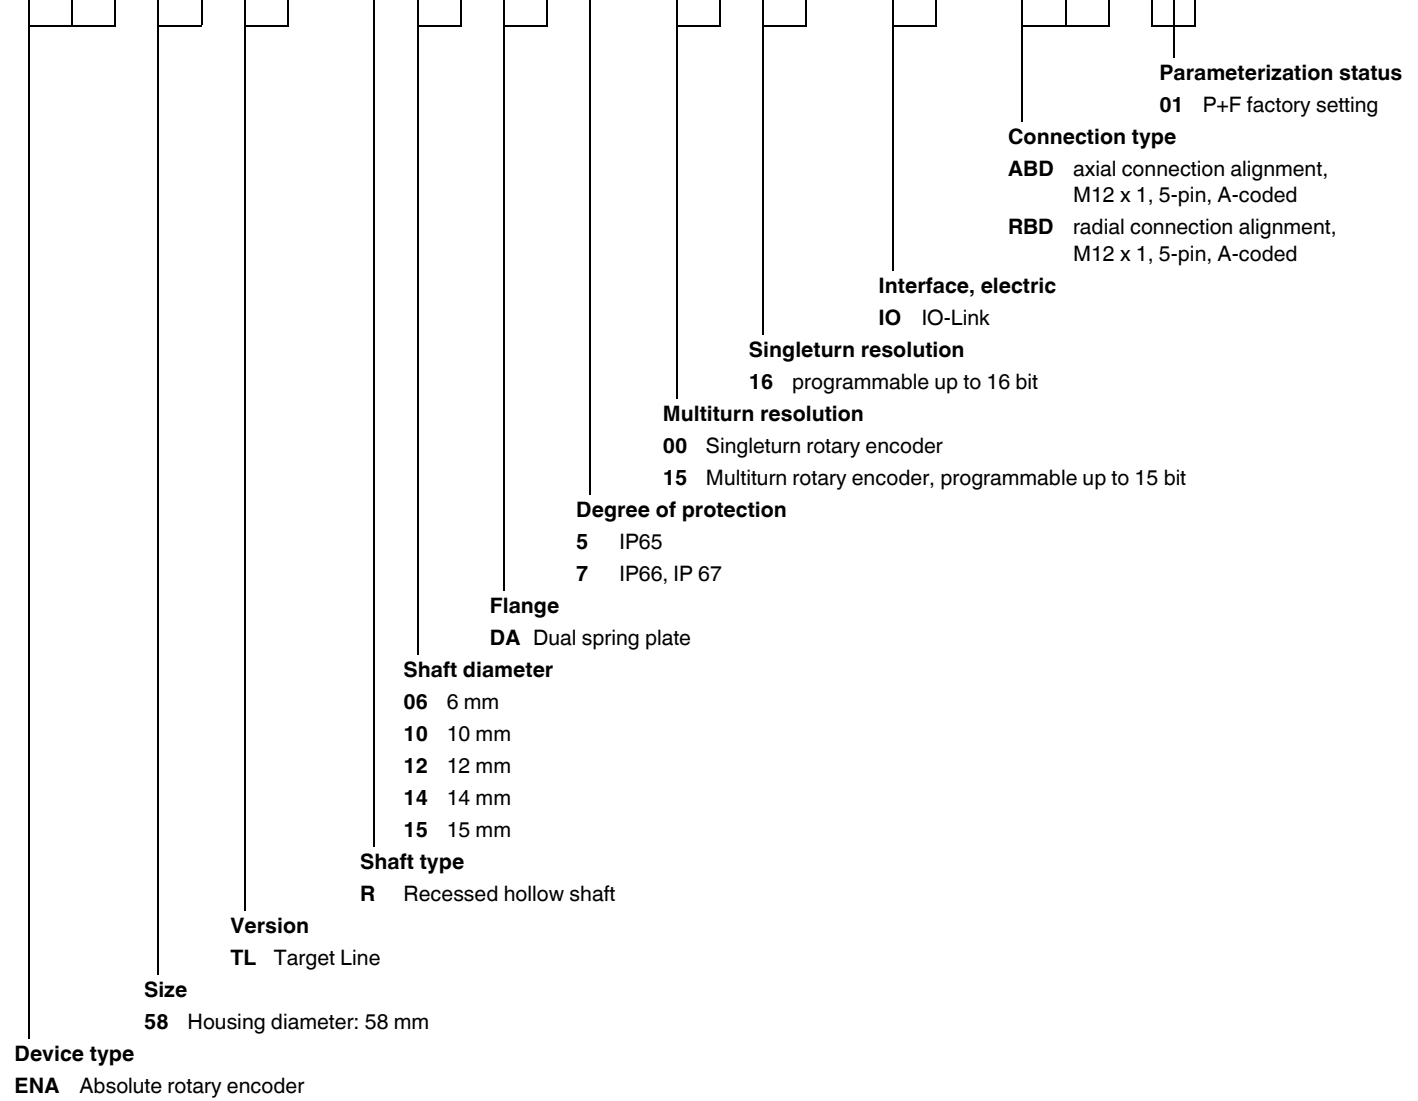 Parameterization status
01 P+F factory setting
Connection type
ABD axial connection alignment,
M12 x 1, 5-pin, A-coded
RBD radial connection alignment,
M12 x 1, 5-pin, A-coded
Interface, electric
IO IO-Link
Singleturn resolution
16 programmable up to 16 bit
Multiturn resolution
00 Singleturn rotary encoder
15 Multiturn rotary encoder, programmable up to 15 bit
Degree of protection
5 IP65
7 IP66, IP 67
Flange
DA Dual spring plate
Shaft diameter
06 6 mm
10 10 mm
12 12 mm
14 14 mm
15 15 mm
Shaft type
R Recessed hollow shaft
Version
TL Target Line
Size
58 Housing diameter: 58 mm
Device type
ENA Absolute rotary encoder